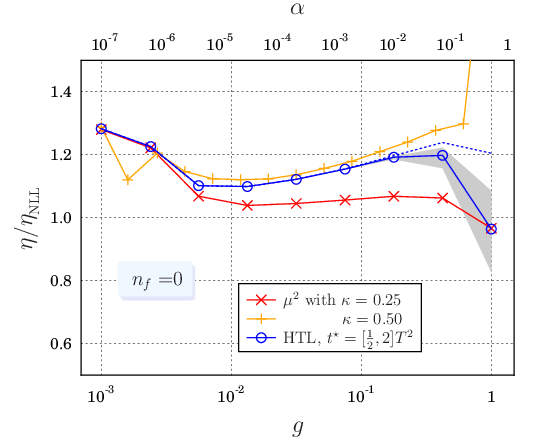 α
10⁻⁷ 10⁻⁶ 10⁻⁵ 10⁻⁴ 10⁻³ 10⁻² 10⁻¹ 1
η/η_NLL
1.4
1.2
1.0
0.8
0.6
n_f=0
μ² with κ = 0.25
κ = 0.50
HTL, t* = [½, 2]T²
10⁻³ 10⁻² 10⁻¹ 1
g